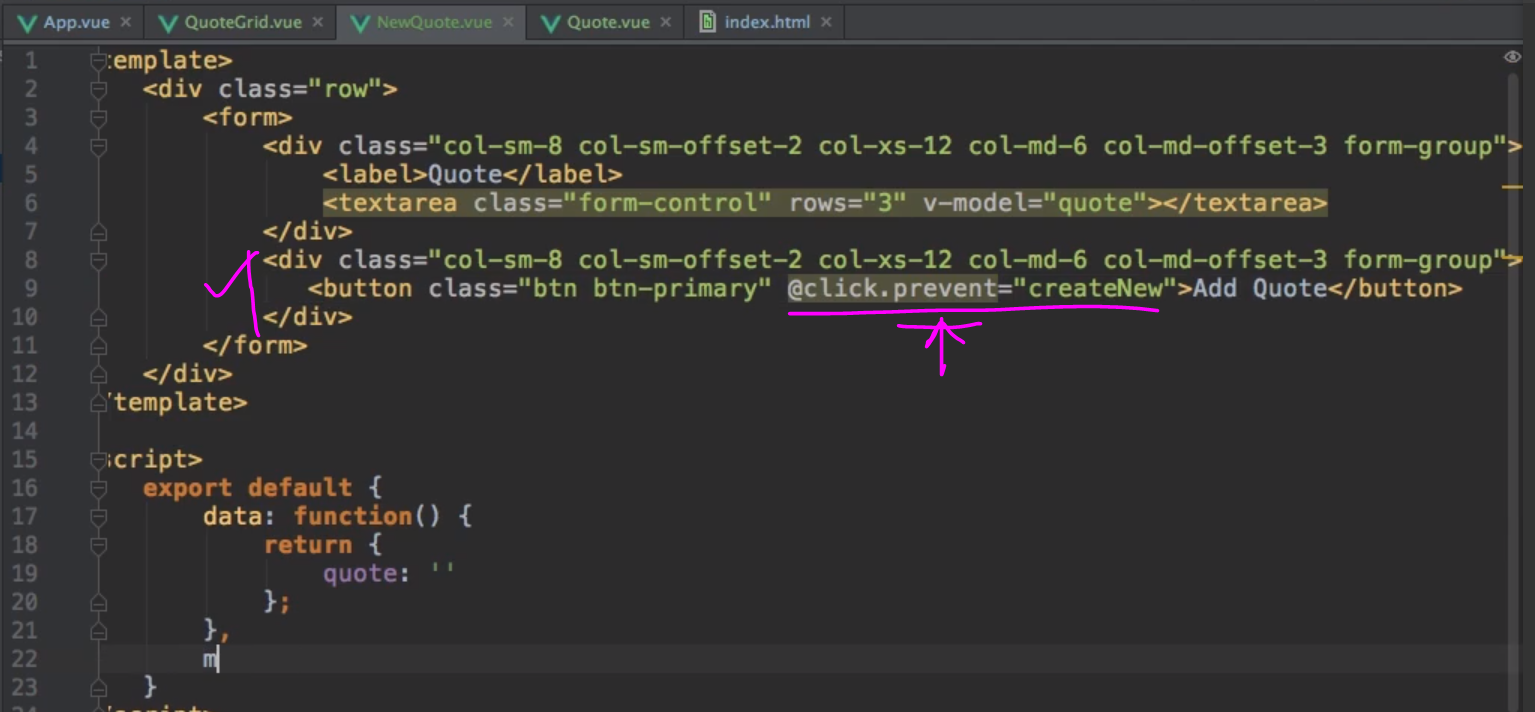 App.vue × QuoteGrid.vue × NewQuote.vue × Quote.vue × index.html ×
1 template>
2 <div class="row">
3 <form>
4 <div class="col-sm-8 col-sm-offset-2 col-xs-12 col-md-6 col-md-offset-3 form-group">
5 <label>Quote</label>
6 <textarea class="form-control" rows="3" v-model="quote"></textarea>
7 </div>
8 <div class="col-sm-8 col-sm-offset-2 col-xs-12 col-md-6 col-md-offset-3 form-group">
9 <button class="btn btn-primary" @click.prevent="createNew">Add Quote</button>
10 </div>
11 </form>
12 </div>
13 /template>
14
15 script>
16 export default {
17 data: function() {
18 return {
19 quote: ''
20 };
21 },
22 m
23 }
24 /script>